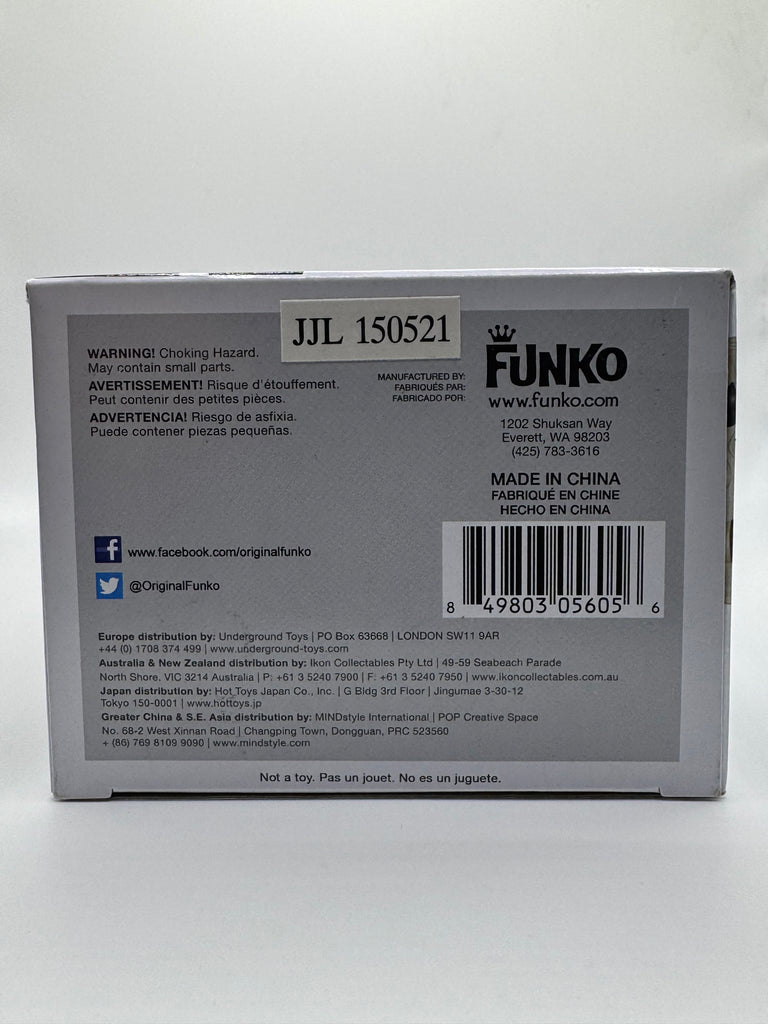 JJL 150521
WARNING! Choking Hazard.
May contain small parts.
AVERTISSEMENT! Risque d'étouffement.
Peut contenir des petites pièces.
ADVERTENCIA! Riesgo de asfixia.
Puede contener piezas pequeñas.
MANUFACTURED BY:
FABRIQUÉS PAR:
FABRICADO POR:
FUNKO
www.funko.com
1202 Shuksan Way
Everett, WA 98203
(425) 783-3616
MADE IN CHINA
FABRIQUÉ EN CHINE
HECHO EN CHINA
f www.facebook.com/originalfunko
@OriginalFunko
8 49803 05605 6
Europe distribution by: Underground Toys | PO Box 63668 | LONDON SW11 9AR
+44 (0) 1708 374 499 | www.underground-toys.com
Australia & New Zealand distribution by: Ikon Collectables Pty Ltd | 49-59 Seabeach Parade
North Shore, VIC 3214 Australia | P: +61 3 5240 7900 | F: +61 3 5240 7950 | www.ikoncollectables.com.au
Japan distribution by: Hot Toys Japan Co., Inc. | G Bldg 3rd Floor | Jingumae 3-30-12
Tokyo 150-0001 | www.hottoys.jp
Greater China & S.E. Asia distribution by: MINDstyle International | POP Creative Space
No. 68-2 West Xinnan Road | Changping Town, Dongguan, PRC 523560
+ (86) 769 8109 9090 | www.mindstyle.com
Not a toy. Pas un jouet. No es un juguete.